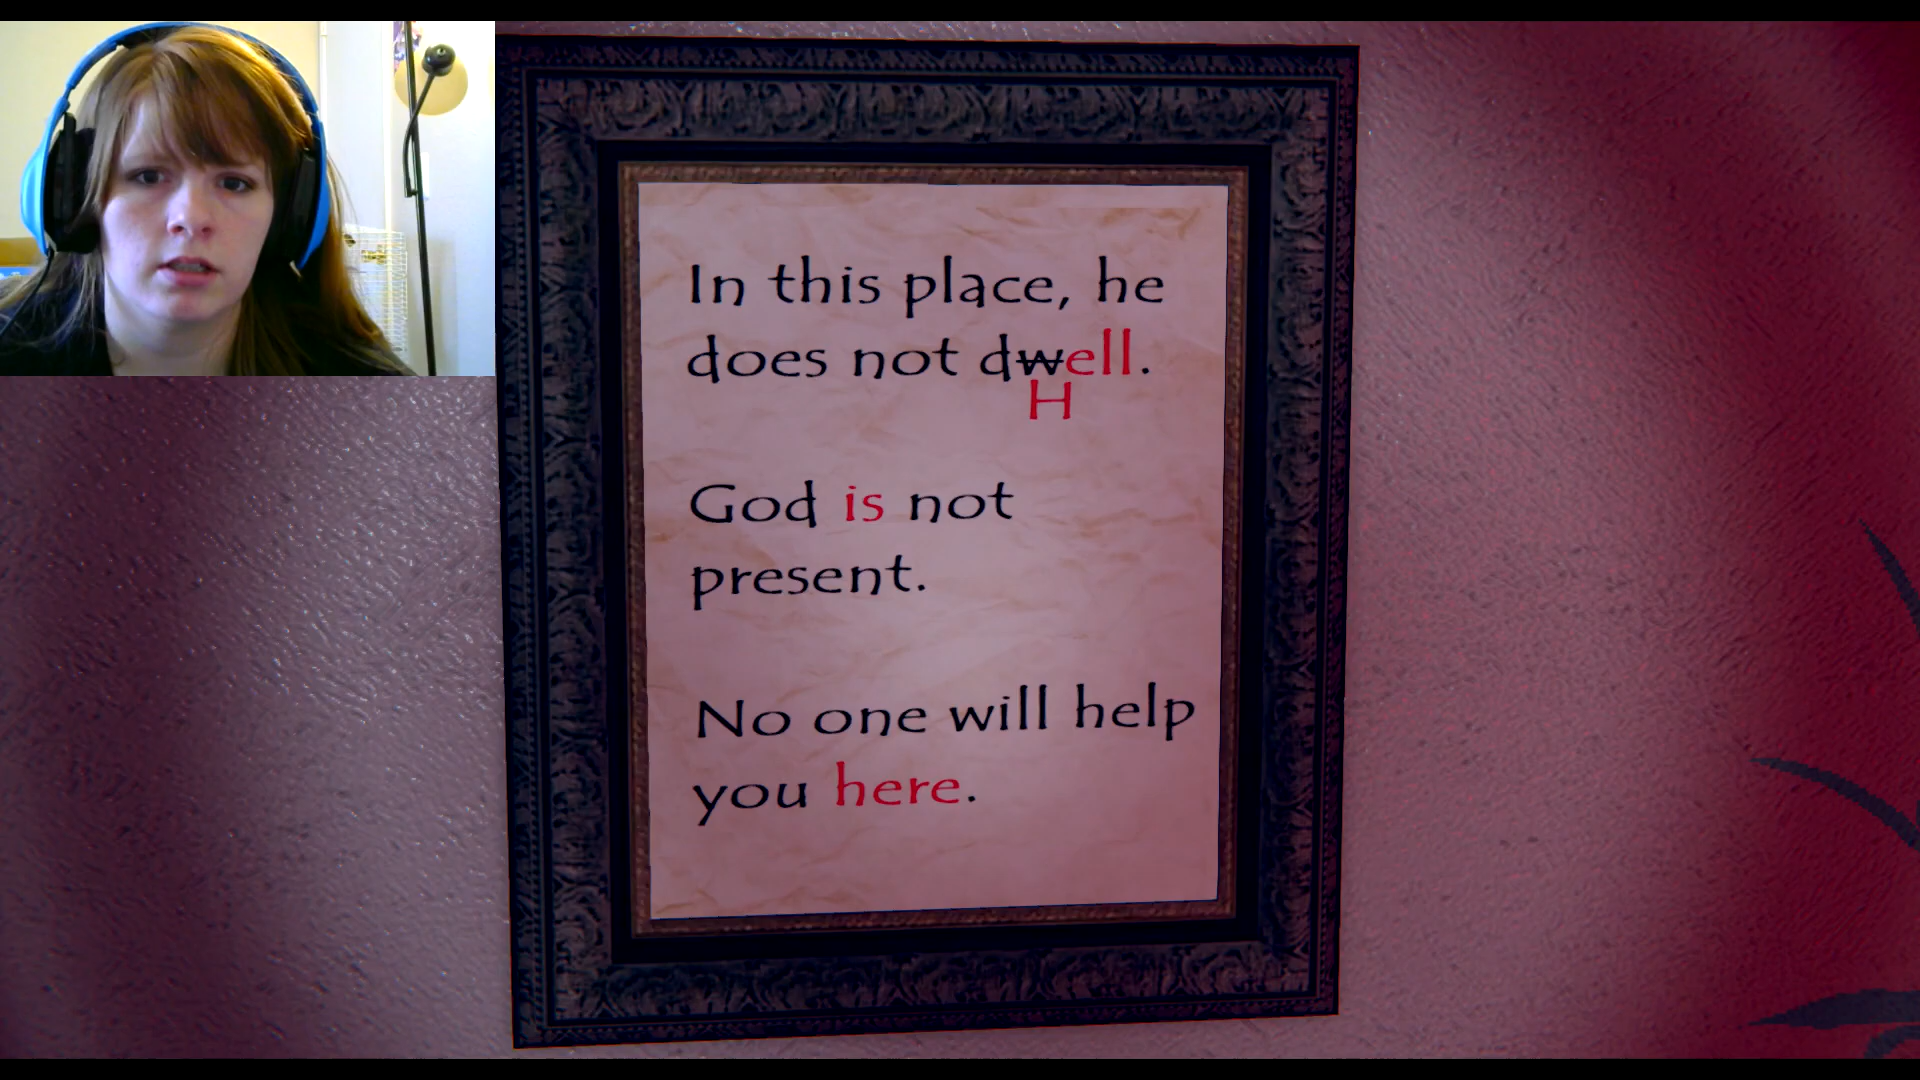 In this place, he
does not dwell.
H
God is not
present.
No one will help
you here.